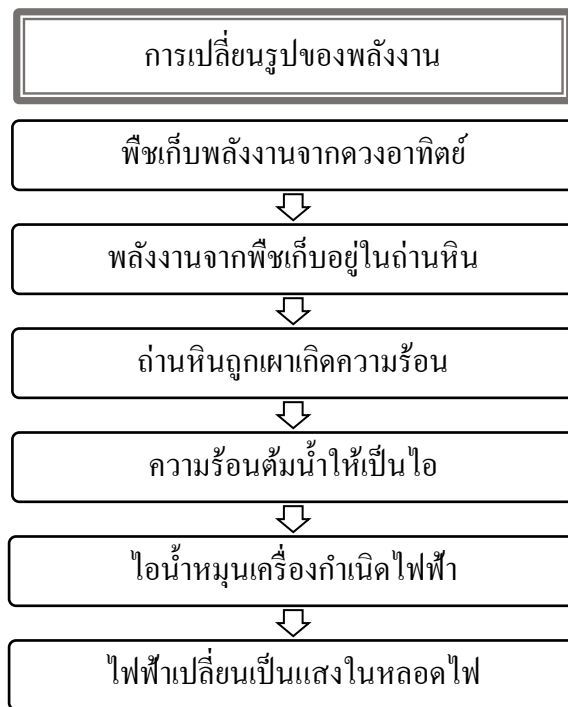 การเปลี่ยนรูปของพลังงาน
พืชเก็บพลังงานจากดวงอาทิตย์
พลังงานจากพืชเก็บอยู่ในถ่านหิน
ถ่านหินถูกเผาเกิดความร้อน
ความร้อนต้มน้ำให้เป็นไอ
ไอน้ำหมุนเครื่องกำเนิดไฟฟ้า
ไฟฟ้าเปลี่ยนเป็นแสงในหลอดไฟ